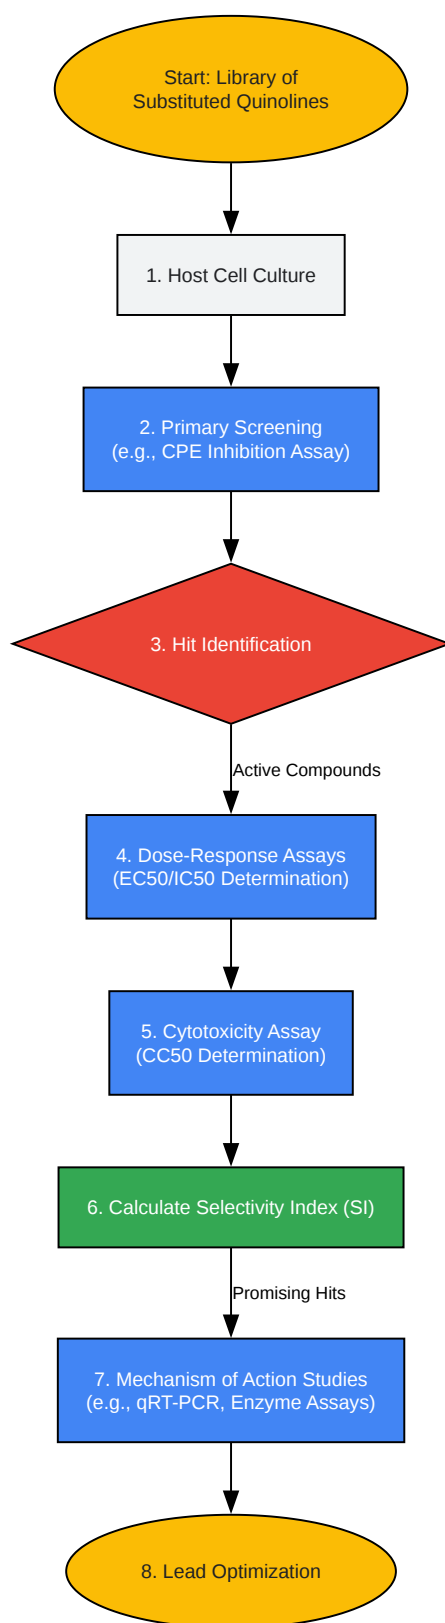 Start: Library of
Substituted Quinolines
1. Host Cell Culture
2. Primary Screening
(e.g., CPE Inhibition Assay)
3. Hit Identification
Active Compounds
4. Dose-Response Assays
(EC50/IC50 Determination)
5. Cytotoxicity Assay
(CC50 Determination)
6. Calculate Selectivity Index (SI)
Promising Hits
7. Mechanism of Action Studies
(e.g., qRT-PCR, Enzyme Assays)
8. Lead Optimization